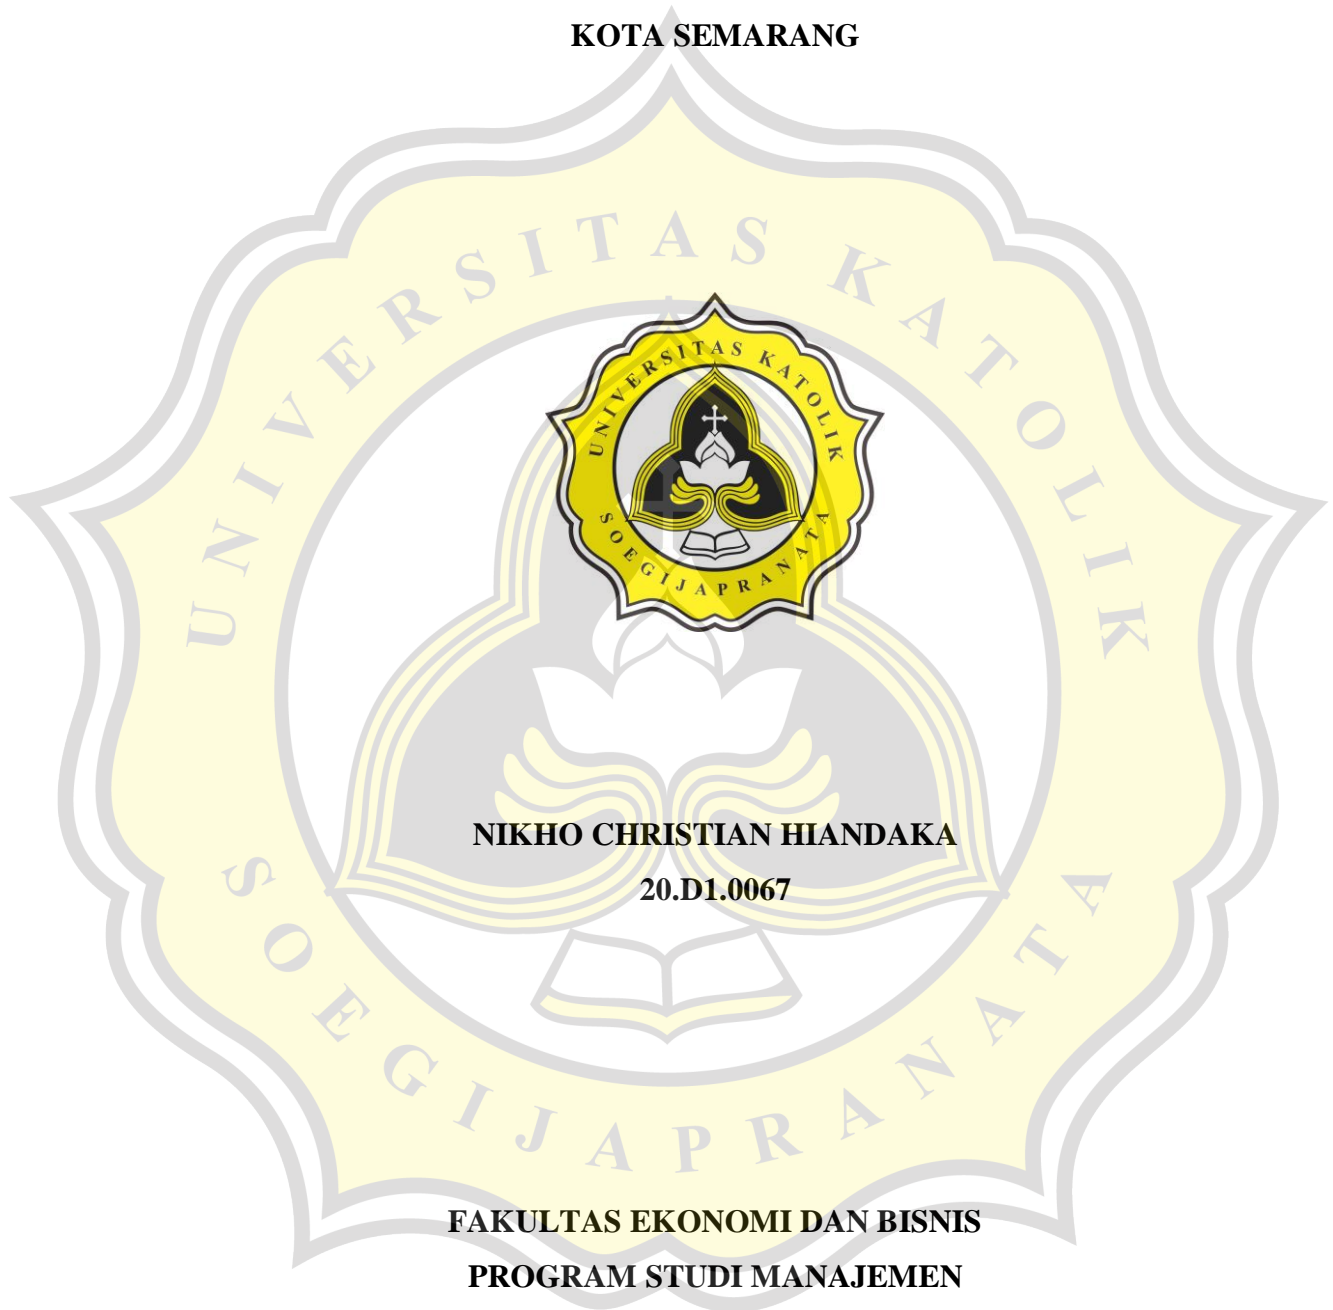 KOTA SEMARANG
UNIVERSITAS KATOLIK
SOEGIJAPRANATA
UNIVERSITAS KATOLIK
SOEGIJAPRANATA
NIKHO CHRISTIAN HIANDAKA
20.D1.0067
FAKULTAS EKONOMI DAN BISNIS
PROGRAM STUDI MANAJEMEN